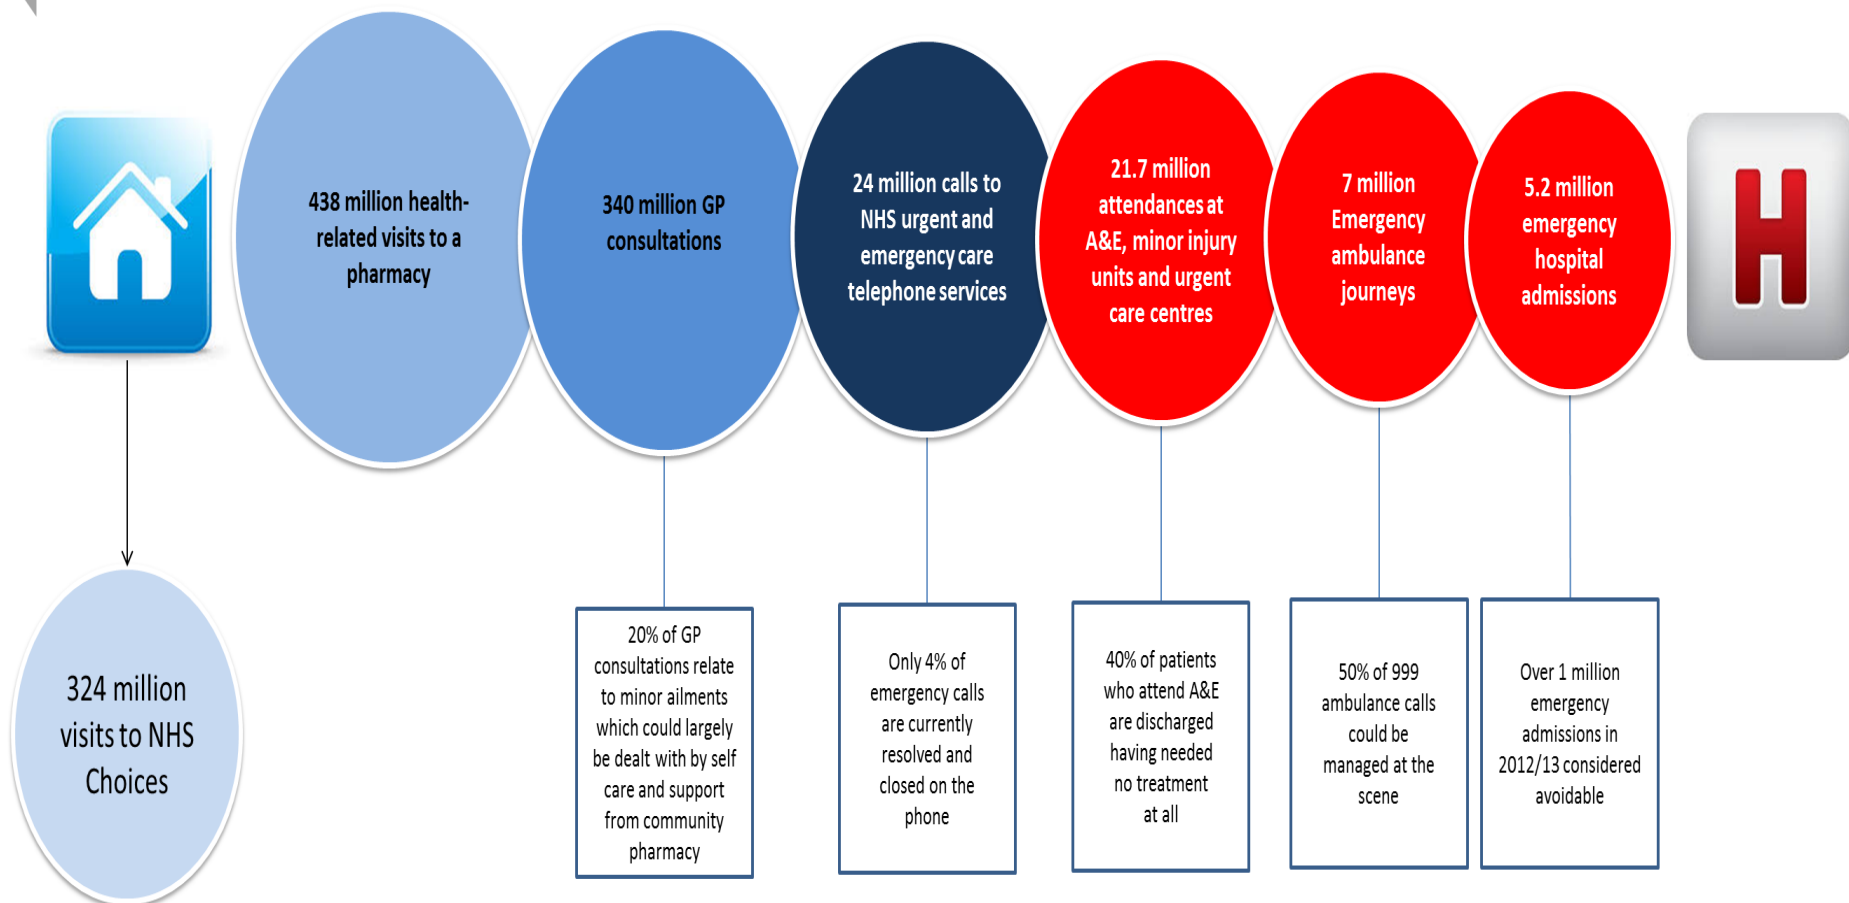 438 million health-
related visits to a
pharmacy
340 million GP
consultations
24 million calls to
NHS urgent and
emergency care
telephone services
21.7 million
attendances at
A&E, minor injury
units and urgent
care centres
7 million
Emergency
ambulance
journeys
5.2 million
emergency
hospital
admissions
H
324 million
visits to NHS
Choices
20% of GP
consultations relate
to minor ailments
which could largely
be dealt with by self
care and support
from community
pharmacy
Only 4% of
emergency calls
are currently
resolved and
closed on the
phone
40% of patients
who attend A&E
are discharged
having needed
no treatment
at all
50% of 999
ambulance calls
could be
managed at the
scene
Over 1 million
emergency
admissions in
2012/13 considered
avoidable